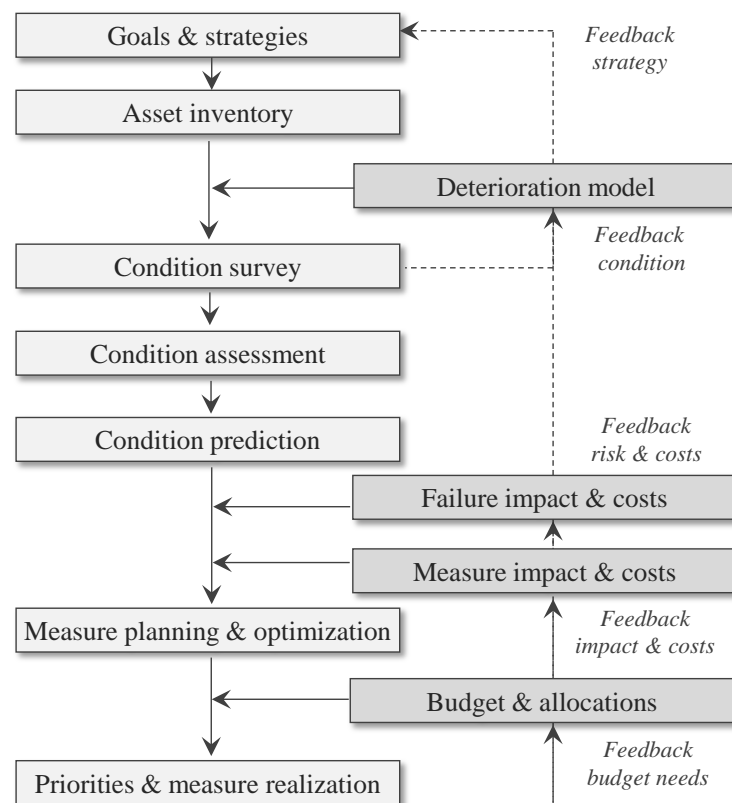 Goals & strategies
Feedback
strategy
Asset inventory
Deterioration model
Feedback
condition
Condition survey
Condition assessment
Condition prediction
Feedback
risk & costs
Failure impact & costs
Measure impact & costs
Measure planning & optimization
Feedback
impact & costs
Budget & allocations
Feedback
budget needs
Priorities & measure realization